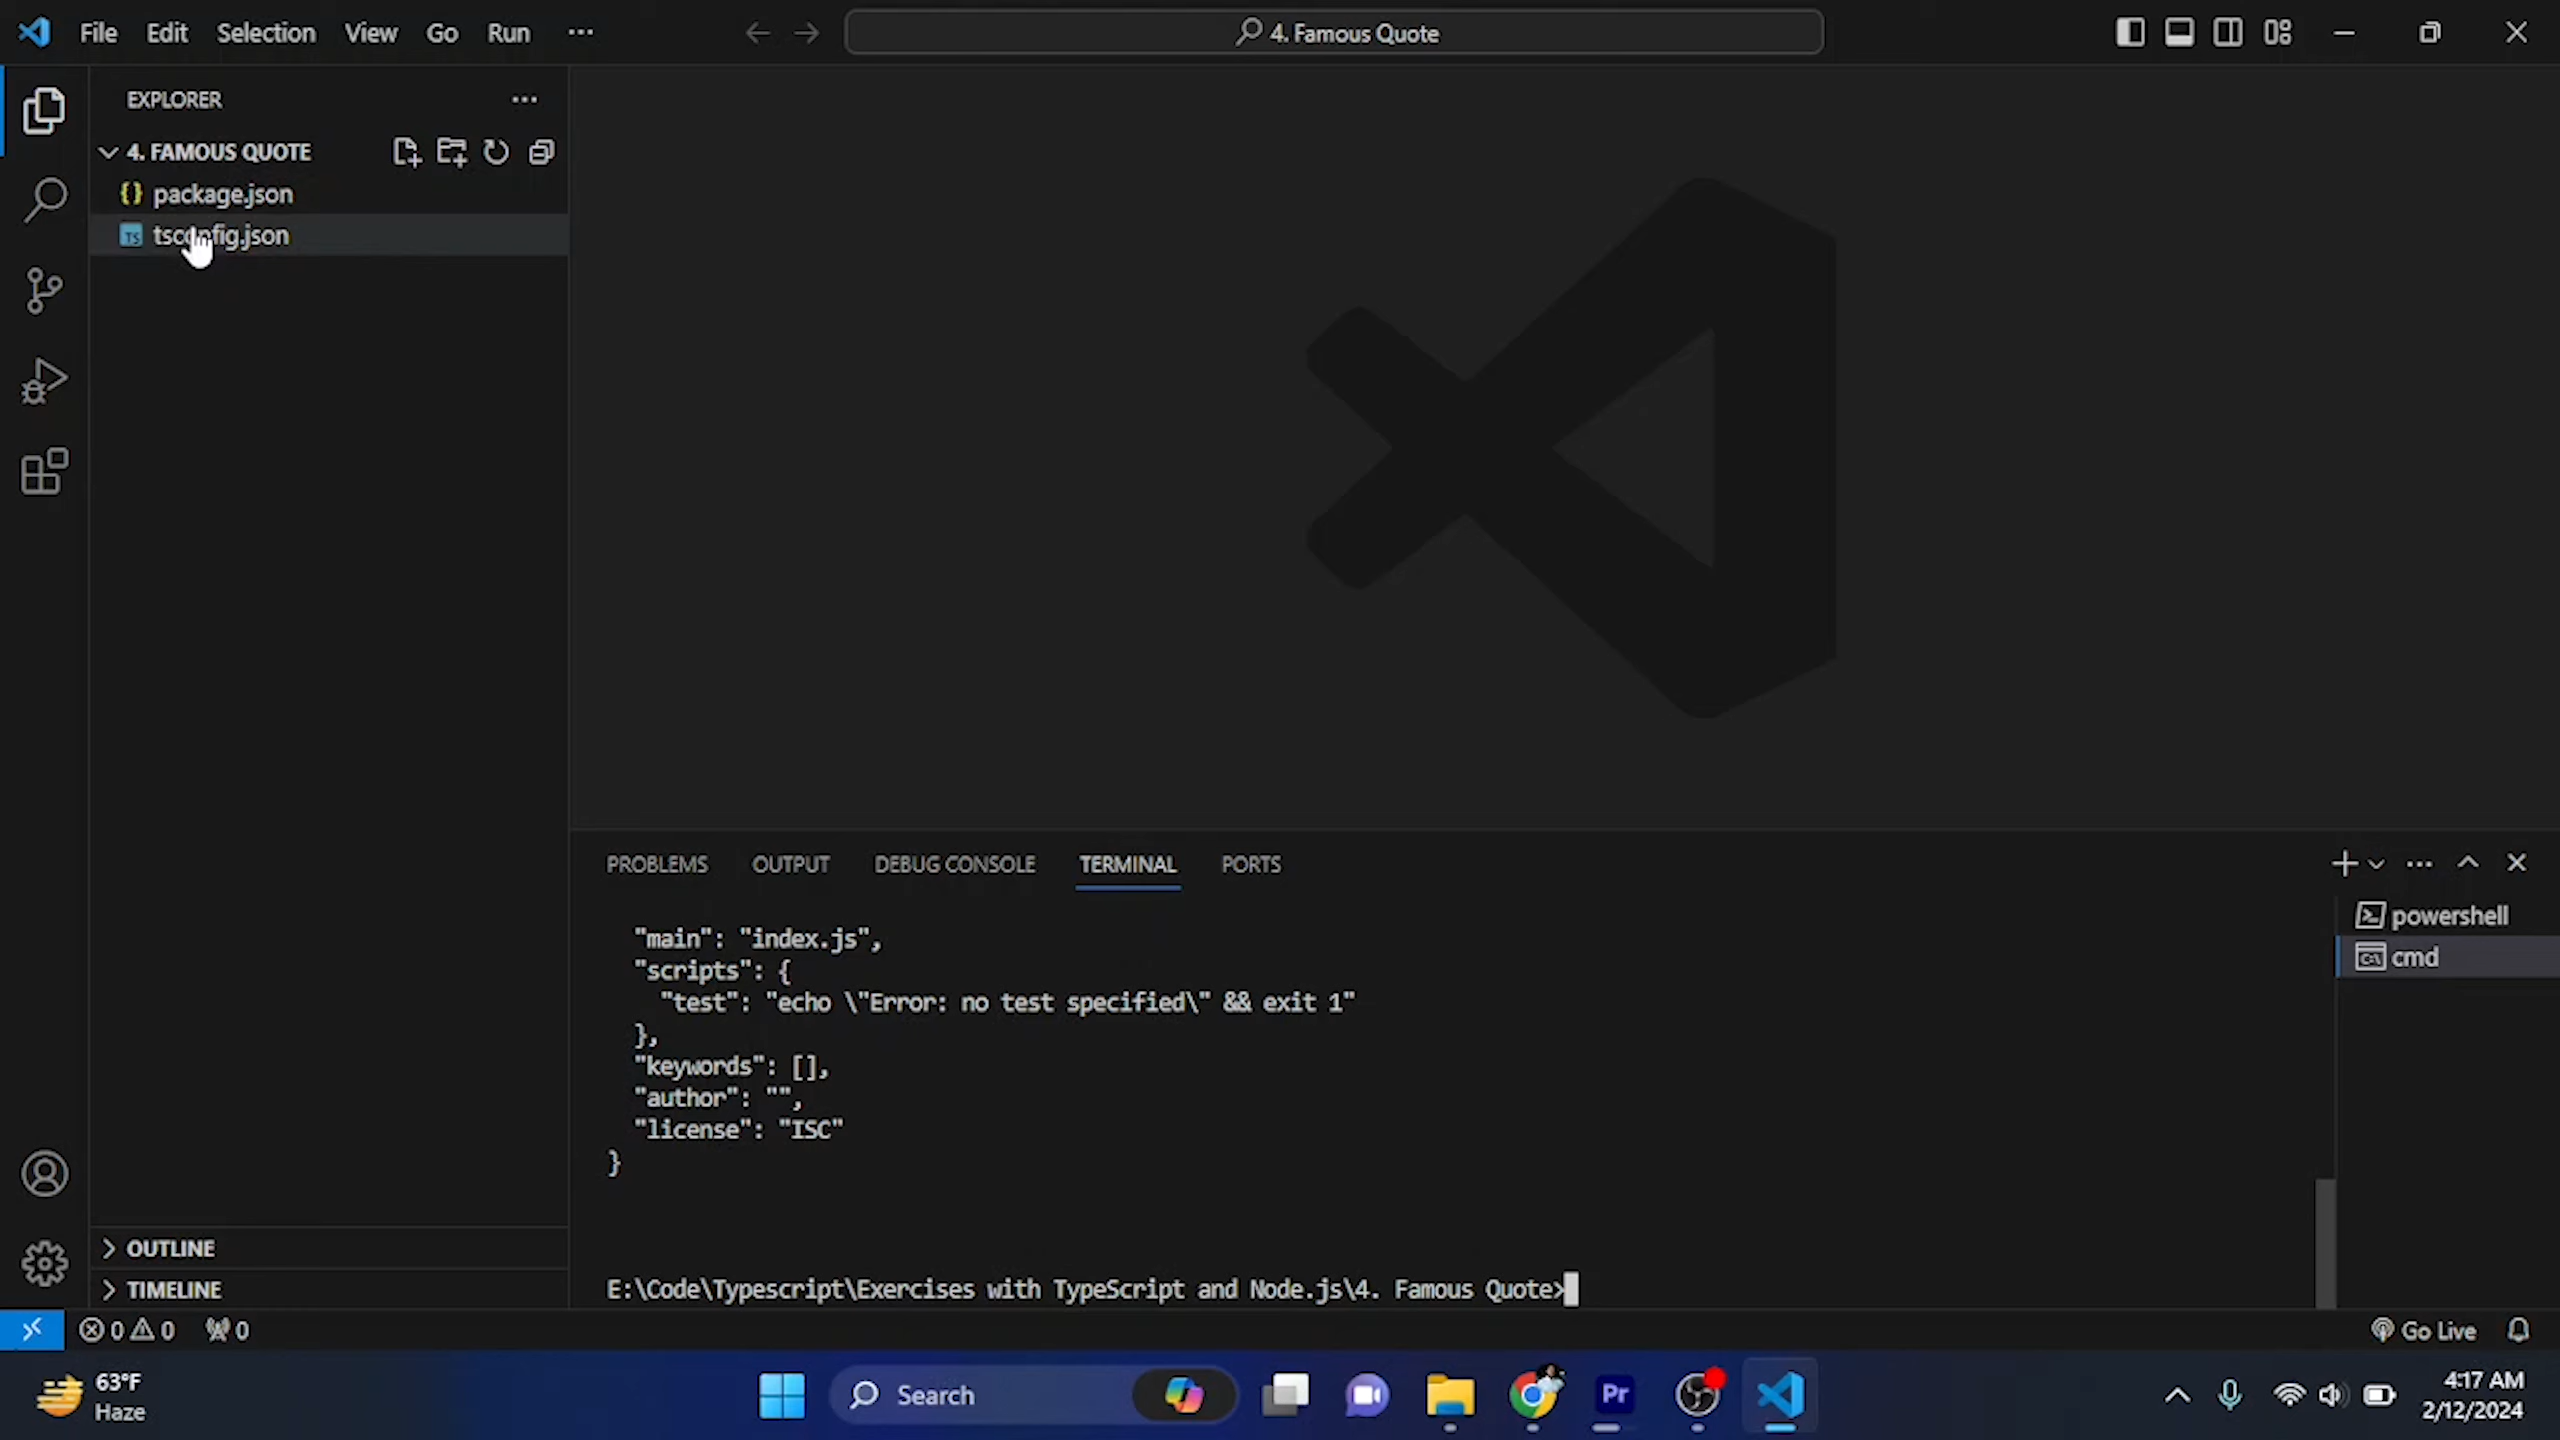 File Edit Selection View Go Run ··· 4. Famous Quote
EXPLORER
4. FAMOUS QUOTE
{} package.json
TS tsconfig.json
OUTLINE
TIMELINE
PROBLEMS OUTPUT DEBUG CONSOLE TERMINAL PORTS
"main": "index.js",
"scripts": {
"test": "echo \"Error: no test specified\" && exit 1"
},
"keywords": [],
"author": "",
"license": "ISC"
}
E:\Code\Typescript\Exercises with TypeScript and Node.js\4. Famous Quote>
powershell
cmd
0 0 0 Go Live
63°F
Haze
Search
Pr
4:17 AM
2/12/2024